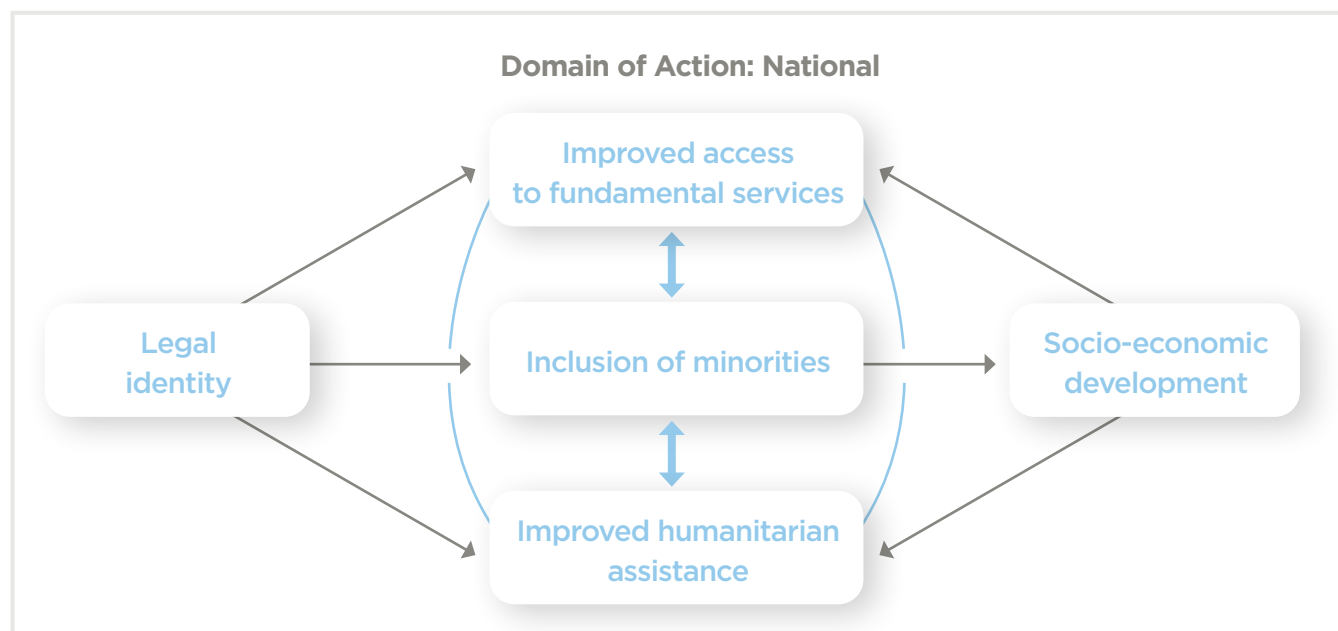 Domain of Action: National
Improved access
to fundamental services
Legal
identity
Inclusion of minorities
Socio-economic
development
Improved humanitarian
assistance